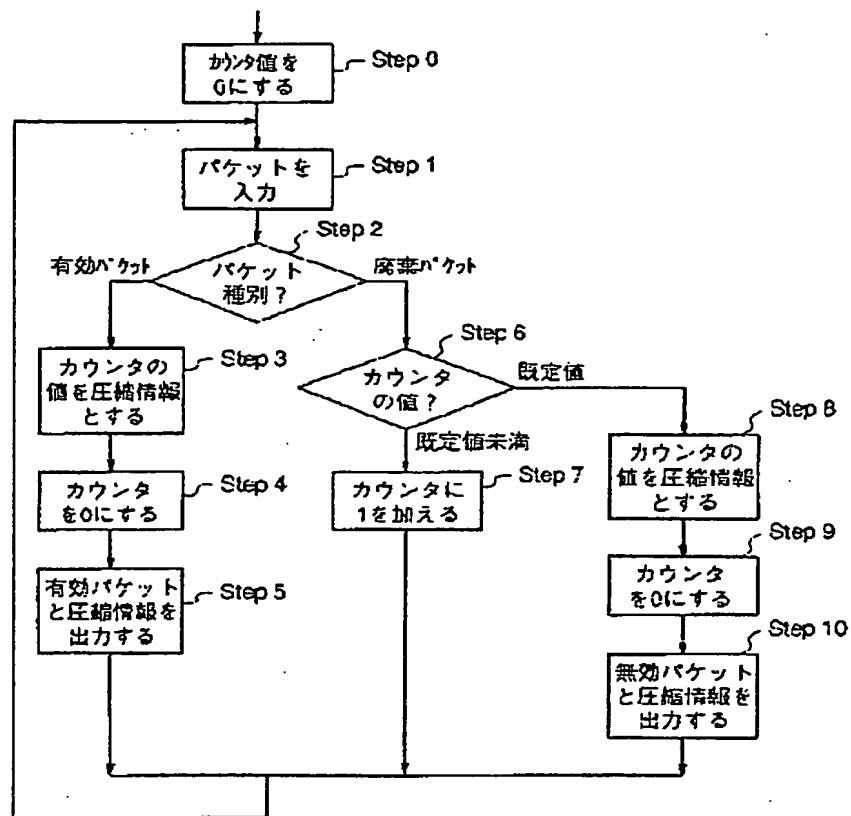 カウンタ値を
0にする
Step 0
パケットを
入力
Step 1
Step 2
有効パケット
パケット
種別?
廃棄パケット
Step 3
カウンタの
値を圧縮情報
とする
Step 6
カウンタ
の値?
既定値
既定値未満
Step 4
カウンタ
を0にする
Step 7
カウンタに
1を加える
Step 8
カウンタの
値を圧縮情報
とする
Step 5
有効パケット
と圧縮情報を
出力する
Step 9
カウンタ
を0にする
Step 10
無効パケット
と圧縮情報を
出力する